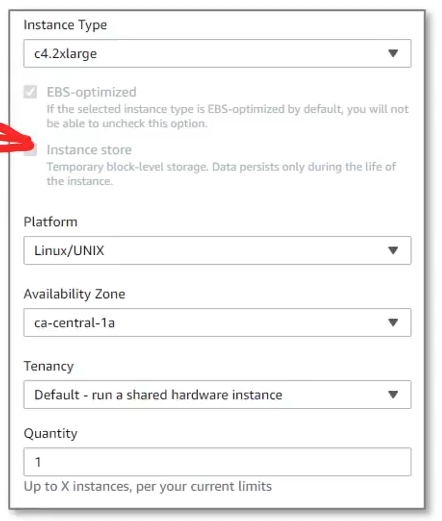 Instance Type
c4.2xlarge
EBS-optimized
If the selected instance type is EBS-optimized by default, you will not
be able to uncheck this option.
Instance store
Temporary block-level storage. Data persists only during the life of
the instance.
Platform
Linux/UNIX
Availability Zone
ca-central-1a
Tenancy
Default - run a shared hardware instance
Quantity
1
Up to X instances, per your current limits